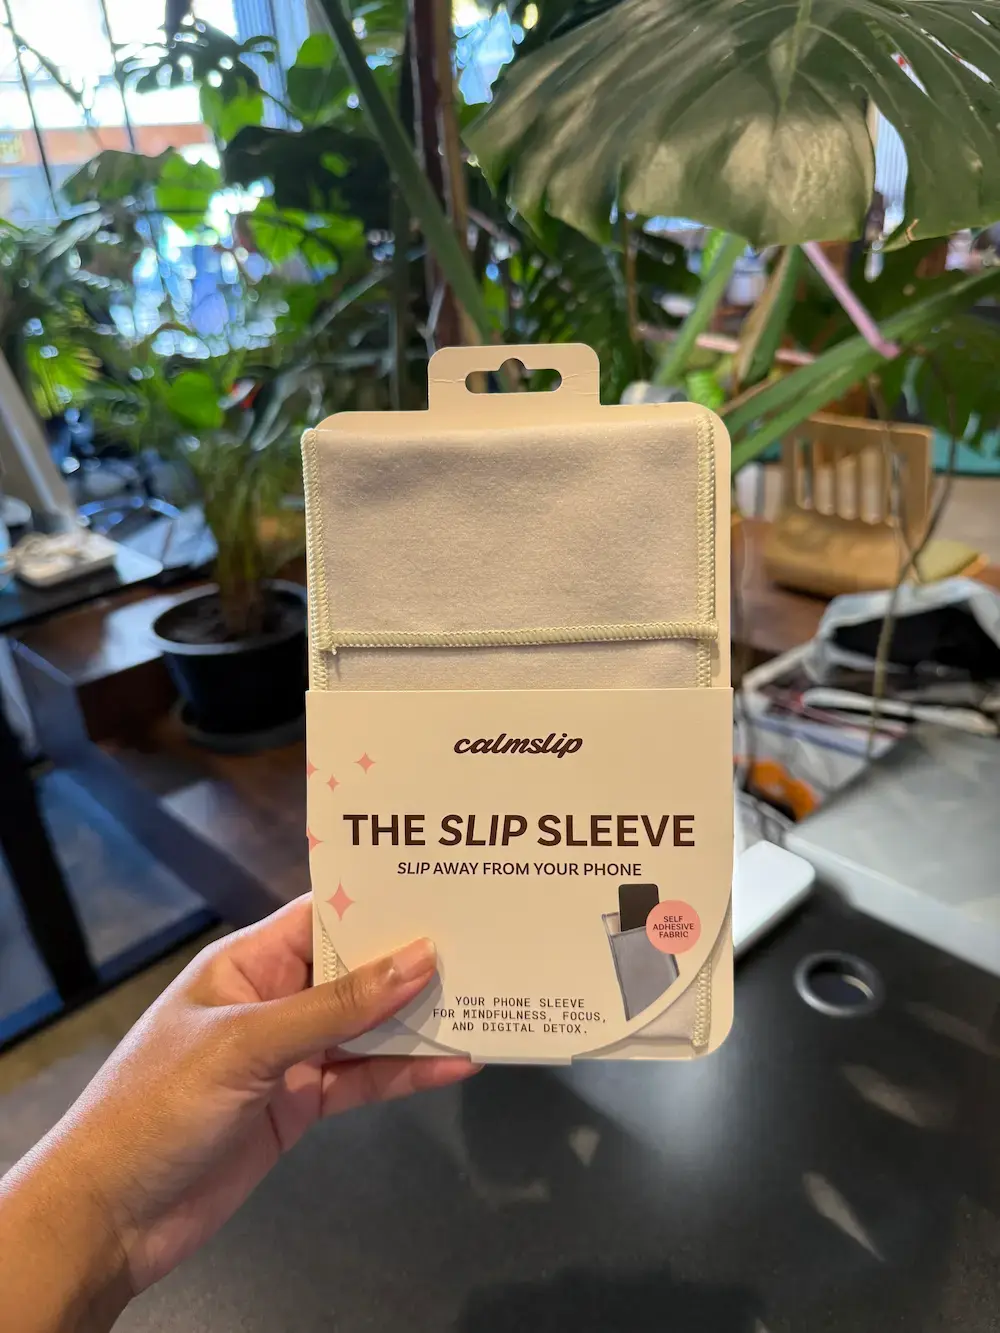 calmslip
THE SLIP SLEEVE
SLIP AWAY FROM YOUR PHONE
SELF
ADHESIVE
FABRIC
YOUR PHONE SLEEVE
FOR MINDFULNESS, FOCUS,
AND DIGITAL DETOX.